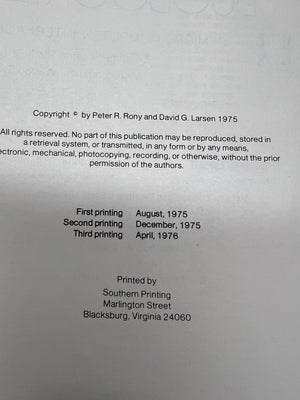 Copyright © by Peter R. Rony and David G. Larsen 1975
All rights reserved. No part of this publication may be reproduced, stored in
a retrieval system, or transmitted, in any form or by any means,
ectronic, mechanical, photocopying, recording, or otherwise, without the prior
permission of the authors.
First printing August, 1975
Second printing December, 1975
Third printing April, 1976
Printed by
Southern Printing
Marlington Street
Blacksburg, Virginia 24060